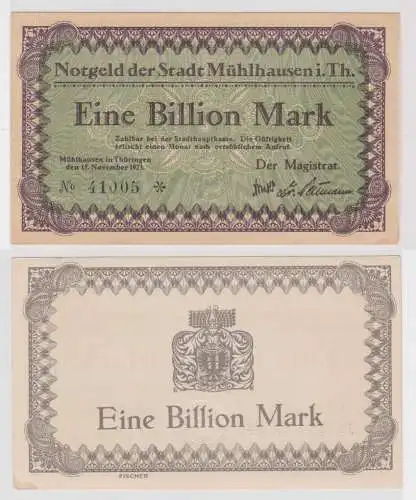 Notgeld der Stadt Mühlhausen i. Th.
Eine Billion Mark
Zahlbar bei der Stadthauptkasse. Die Gültigkeit
erlischt einen Monat nach ortsüblichem Aufruf.
Mühlhausen in Thüringen
den 15. November 1923.
Der Magistrat.
№ 41005 *
Eine Billion Mark
FISCHER